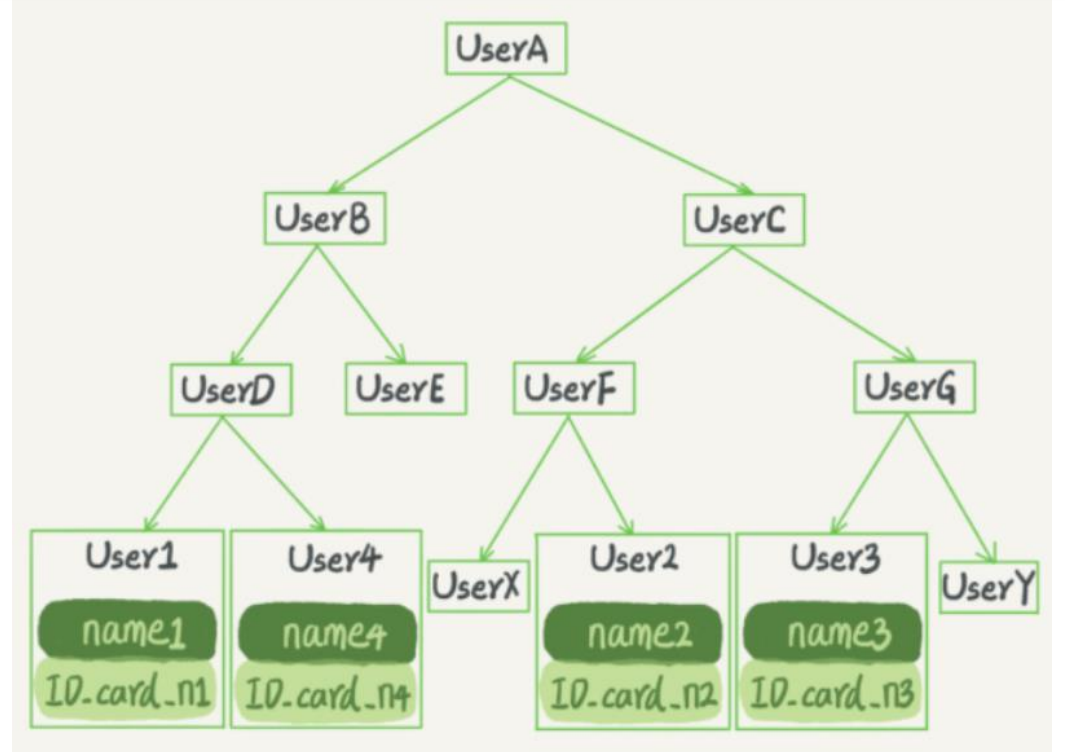 UserA
UserB
UserC
UserD
UserE
UserF
UserG
User1
User4
UserX
User2
User3
UserY
name1
name4
name2
name3
ID_card_n1
ID_card_n4
ID_card_n2
ID_card_n3